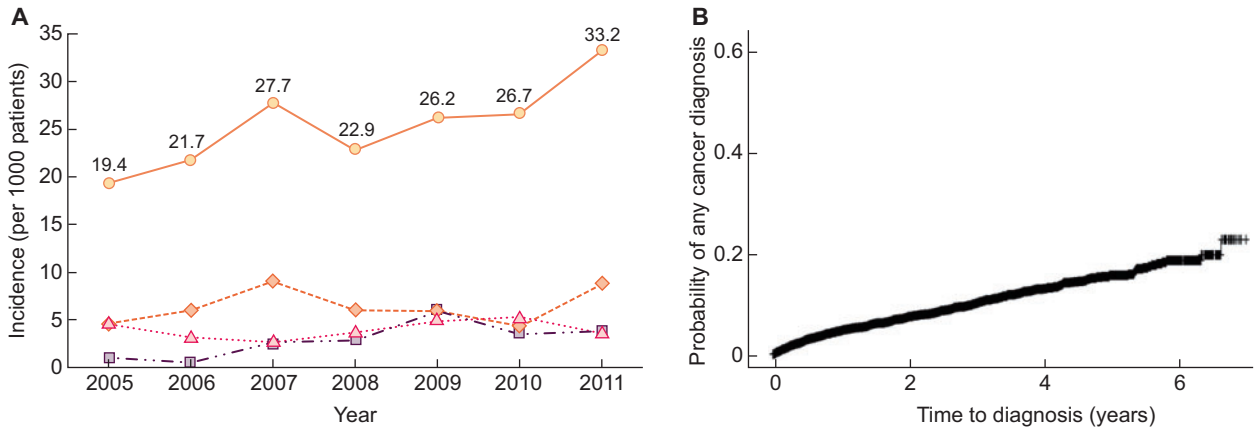 A
Incidence (per 1000 patients)
35
30
25
20
15
10
5
0
19.4
21.7
27.7
22.9
26.2
26.7
33.2
2005 2006 2007 2008 2009 2010 2011
Year
B
Probability of any cancer diagnosis
0.6
0.4
0.2
0
0 2 4 6
Time to diagnosis (years)